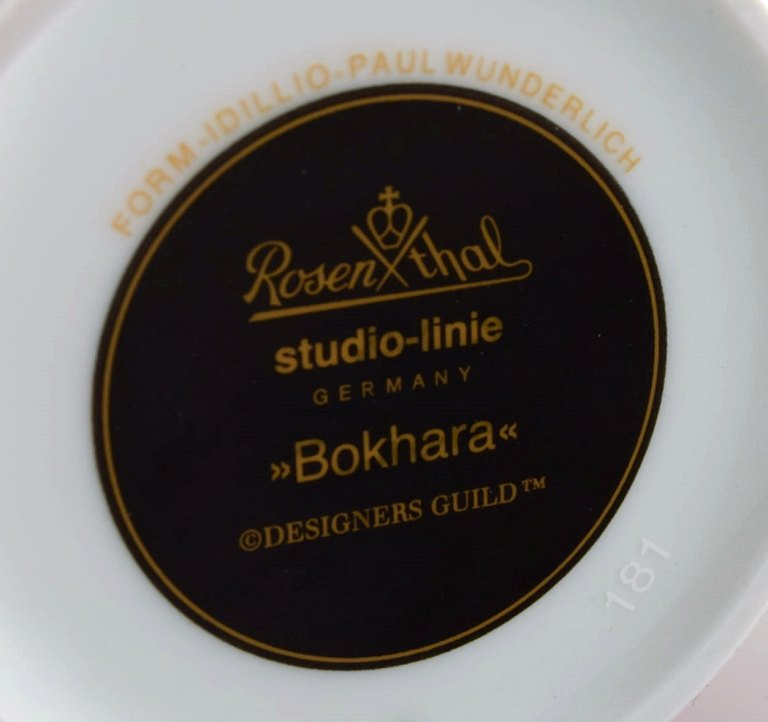 FORM-IDILLIO-PAUL WUNDERLICH
Rosenthal
studio-linie
GERMANY
»Bokhara«
©DESIGNERS GUILD™
181